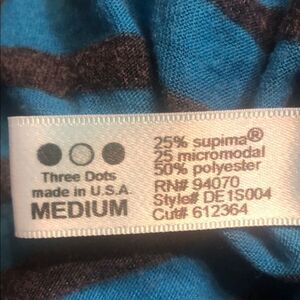 Three Dots
made in U.S.A.
MEDIUM
25% supima®
25 micromodal
50% polyester
RN# 94070
Style# DE1S004
Cut# 612364